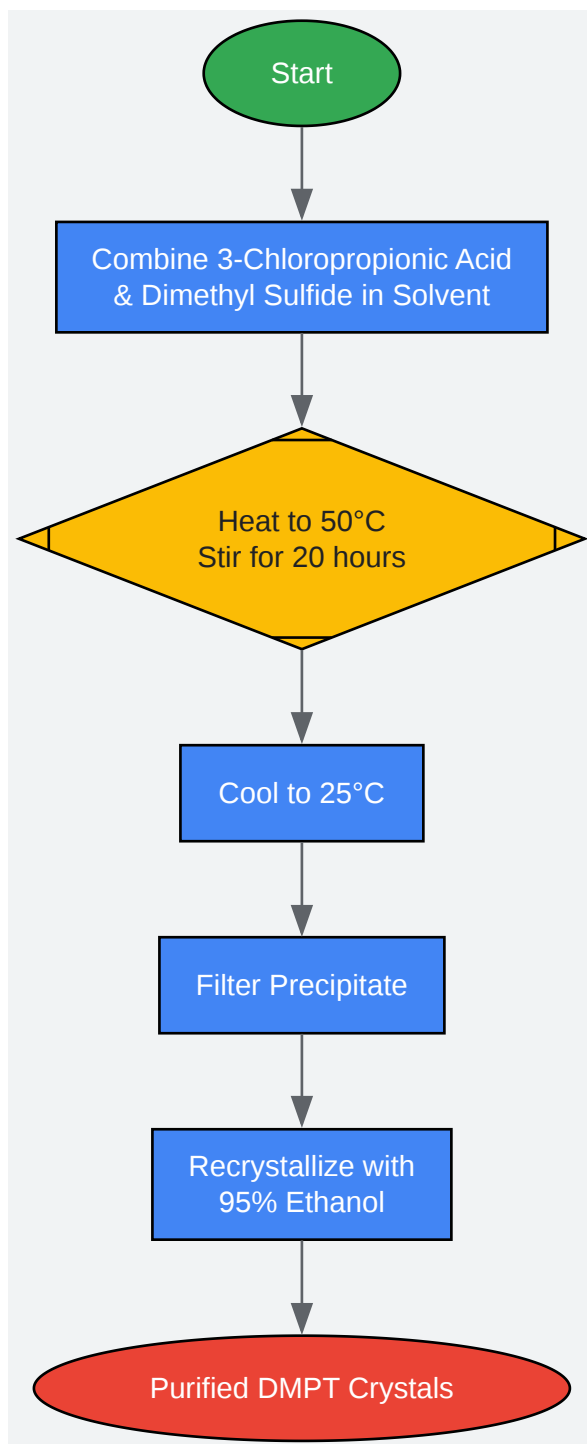 Start
Combine 3-Chloropropionic Acid
& Dimethyl Sulfide in Solvent
Heat to 50°C
Stir for 20 hours
Cool to 25°C
Filter Precipitate
Recrystallize with
95% Ethanol
Purified DMPT Crystals